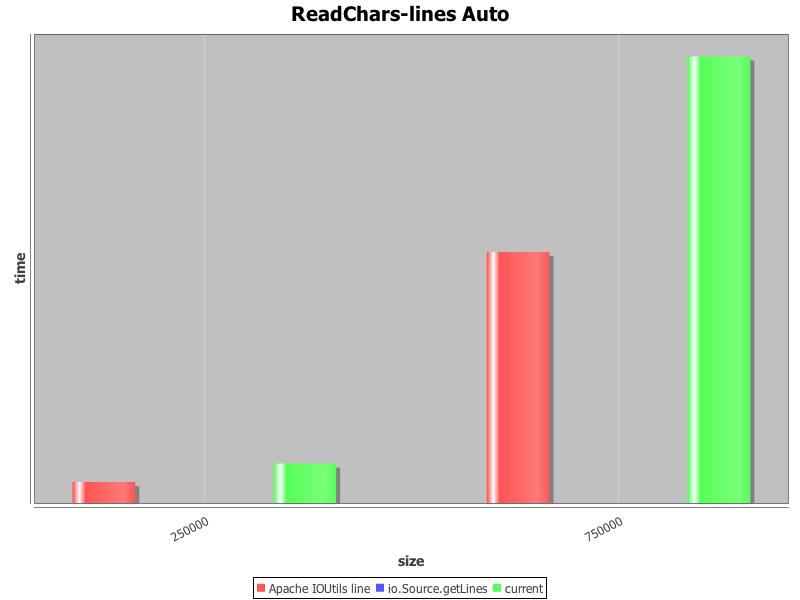 ReadChars-lines Auto
time
250000
750000
size
Apache IOUtils line io.Source.getLines current